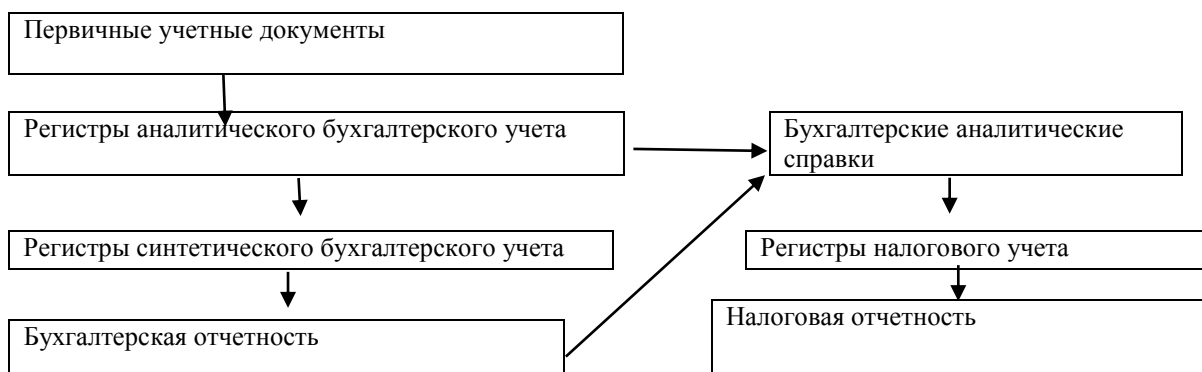 Первичные учетные документы
Регистры аналитического бухгалтерского учета
Бухгалтерские аналитические
справки
Регистры синтетического бухгалтерского учета
Регистры налогового учета
Бухгалтерская отчетность
Налоговая отчетность